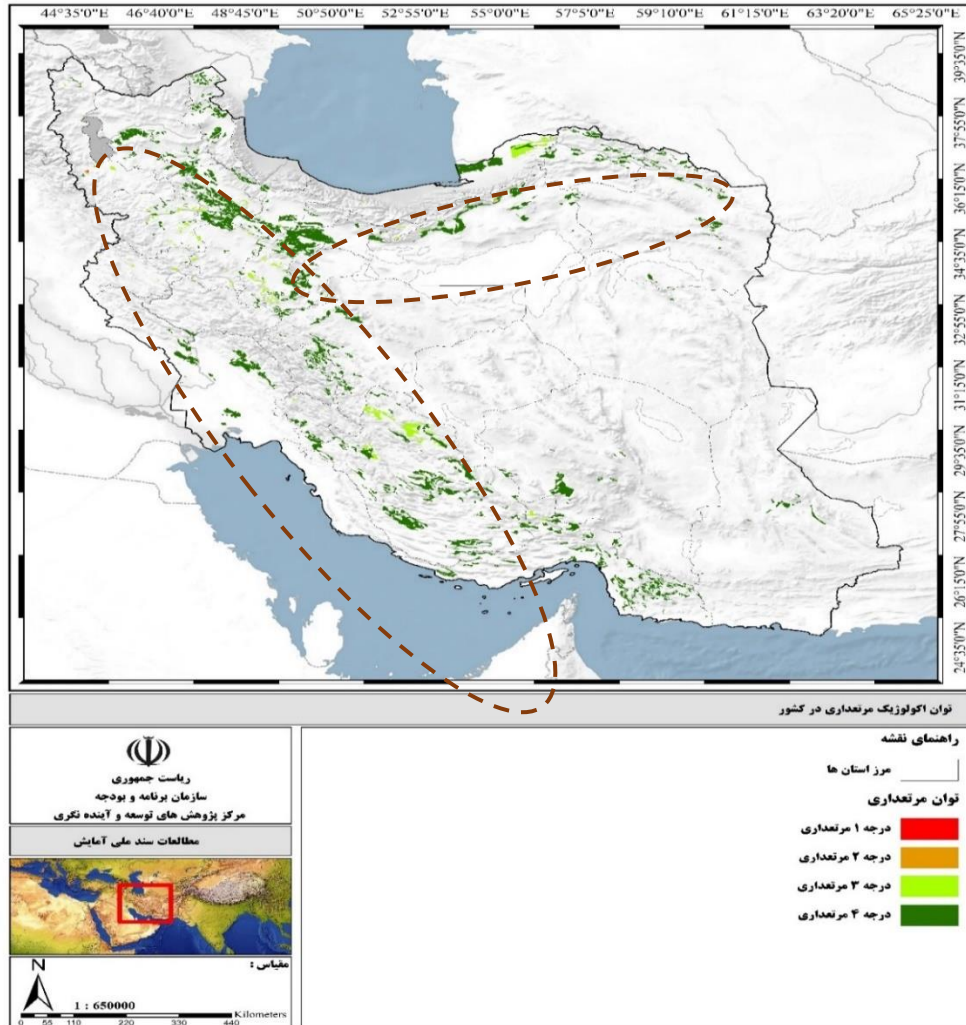 44°35'0"E 46°40'0"E 48°45'0"E 50°50'0"E 52°55'0"E 55°0'0"E 57°5'0"E 59°10'0"E 61°15'0"E 63°20'0"E 65°25'0"E
39°35'0"N
37°55'0"N
36°15'0"N
34°35'0"N
32°55'0"N
31°15'0"N
29°35'0"N
27°55'0"N
26°15'0"N
24°35'0"N
توان اکولوژیک مرتعداری در کشور
راهنمای نقشه
مرز استان ها
توان مرتعداری
درجه ۱ مرتعداری
درجه ۲ مرتعداری
درجه ۳ مرتعداری
درجه ۴ مرتعداری
ریاست جمهوری
سازمان برنامه و بودجه
مرکز پژوهش های توسعه و آینده نگری
مطالعات سند ملی آمایش
مقیاس :
N
1 : 650000
Kilometers
0 55 110 220 330 440